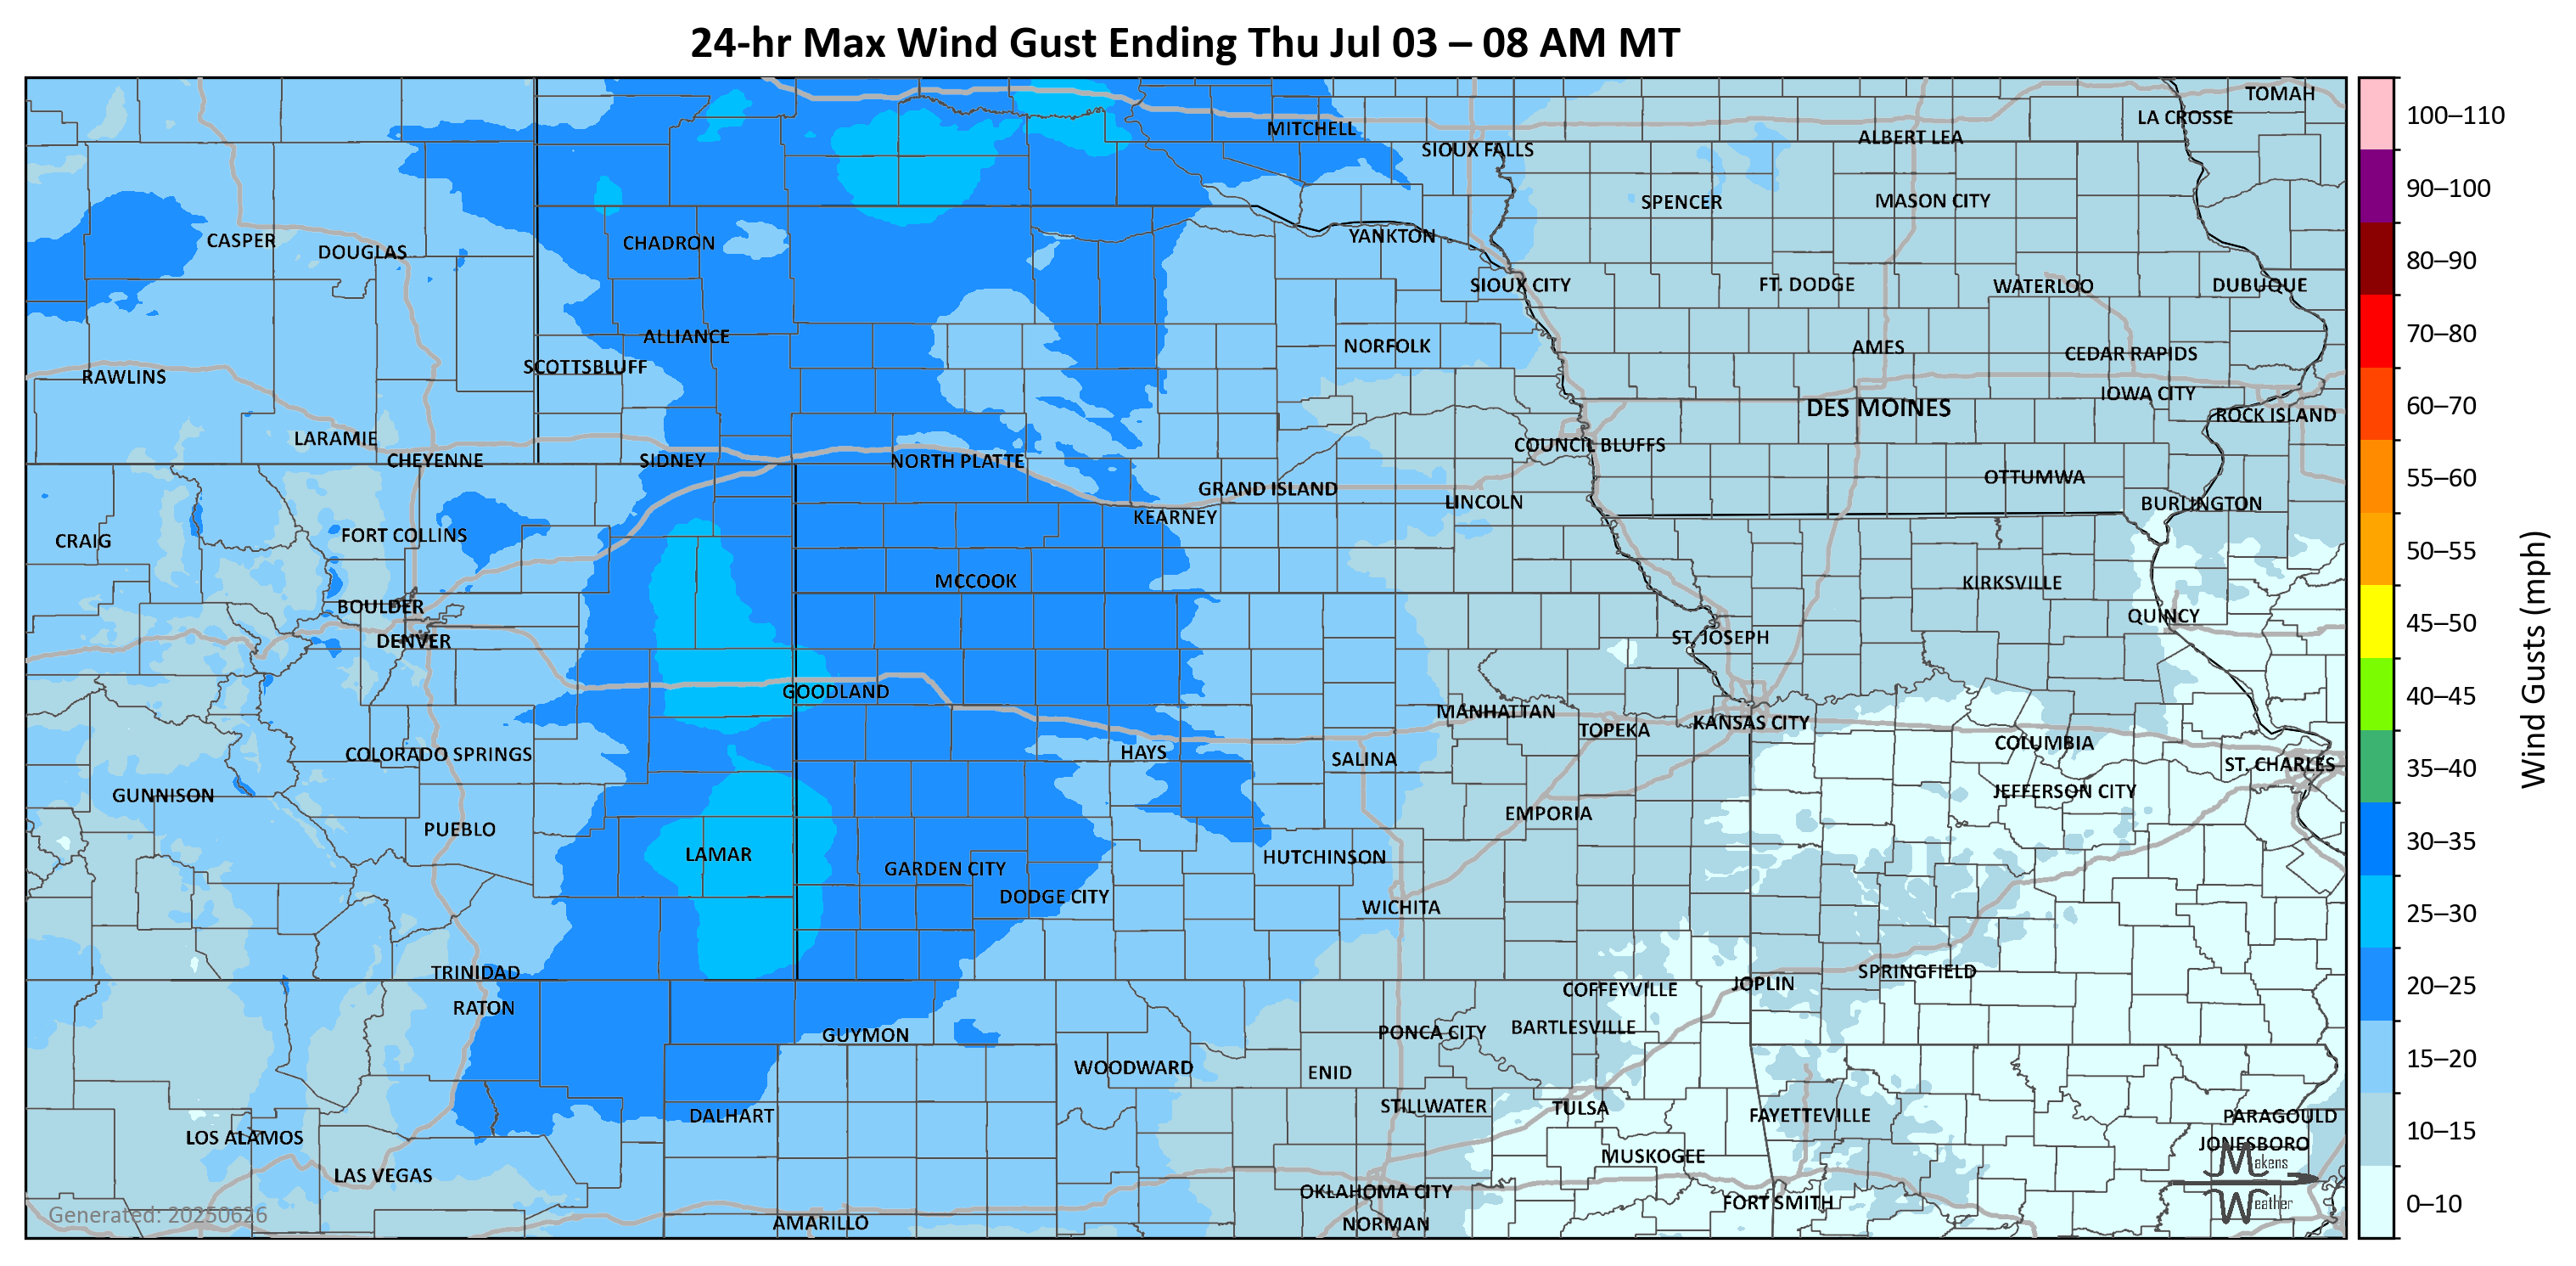 24-hr Max Wind Gust Ending Thu Jul 03 – 08 AM MT
TOMAH
LA CROSSE
MITCHELL
ALBERT LEA
SIOUX FALLS
SPENCER
MASON CITY
CASPER
DOUGLAS
CHADRON
YANKTON
SIOUX CITY
FT. DODGE
WATERLOO
DUBUQUE
ALLIANCE
NORFOLK
AMES
CEDAR RAPIDS
SCOTTSBLUFF
RAWLINS
IOWA CITY
DES MOINES
ROCK ISLAND
LARAMIE
COUNCIL BLUFFS
CHEYENNE
SIDNEY
NORTH PLATTE
OTTUMWA
GRAND ISLAND
LINCOLN
BURLINGTON
KEARNEY
CRAIG
FORT COLLINS
MCCOOK
KIRKSVILLE
BOULDER
QUINCY
DENVER
ST. JOSEPH
GOODLAND
MANHATTAN
TOPEKA
KANSAS CITY
COLUMBIA
COLORADO SPRINGS
HAYS
SALINA
ST. CHARLES
GUNNISON
JEFFERSON CITY
EMPORIA
PUEBLO
LAMAR
GARDEN CITY
HUTCHINSON
DODGE CITY
WICHITA
TRINIDAD
SPRINGFIELD
JOPLIN
COFFEYVILLE
RATON
GUYMON
PONCA CITY
BARTLESVILLE
WOODWARD
ENID
DALHART
STILLWATER
TULSA
FAYETTEVILLE
PARAGOULD
LOS ALAMOS
JONESBORO
MUSKOGEE
LAS VEGAS
OKLAHOMA CITY
FORT SMITH
AMARILLO
NORMAN
Generated: 20250626
Makens
Weather
100–110
90–100
80–90
70–80
60–70
55–60
50–55
45–50
40–45
35–40
30–35
25–30
20–25
15–20
10–15
0–10
Wind Gusts (mph)